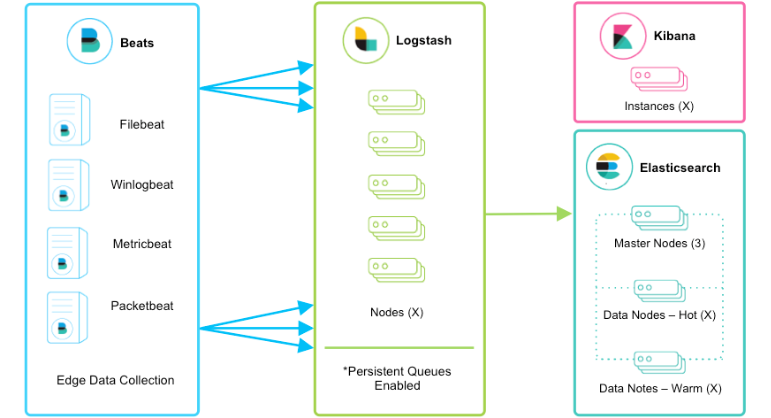 Beats
Filebeat
Winlogbeat
Metricbeat
Packetbeat
Edge Data Collection
Logstash
Nodes (X)
*Persistent Queues
Enabled
Kibana
Instances (X)
Elasticsearch
Master Nodes (3)
Data Nodes – Hot (X)
Data Notes – Warm (X)